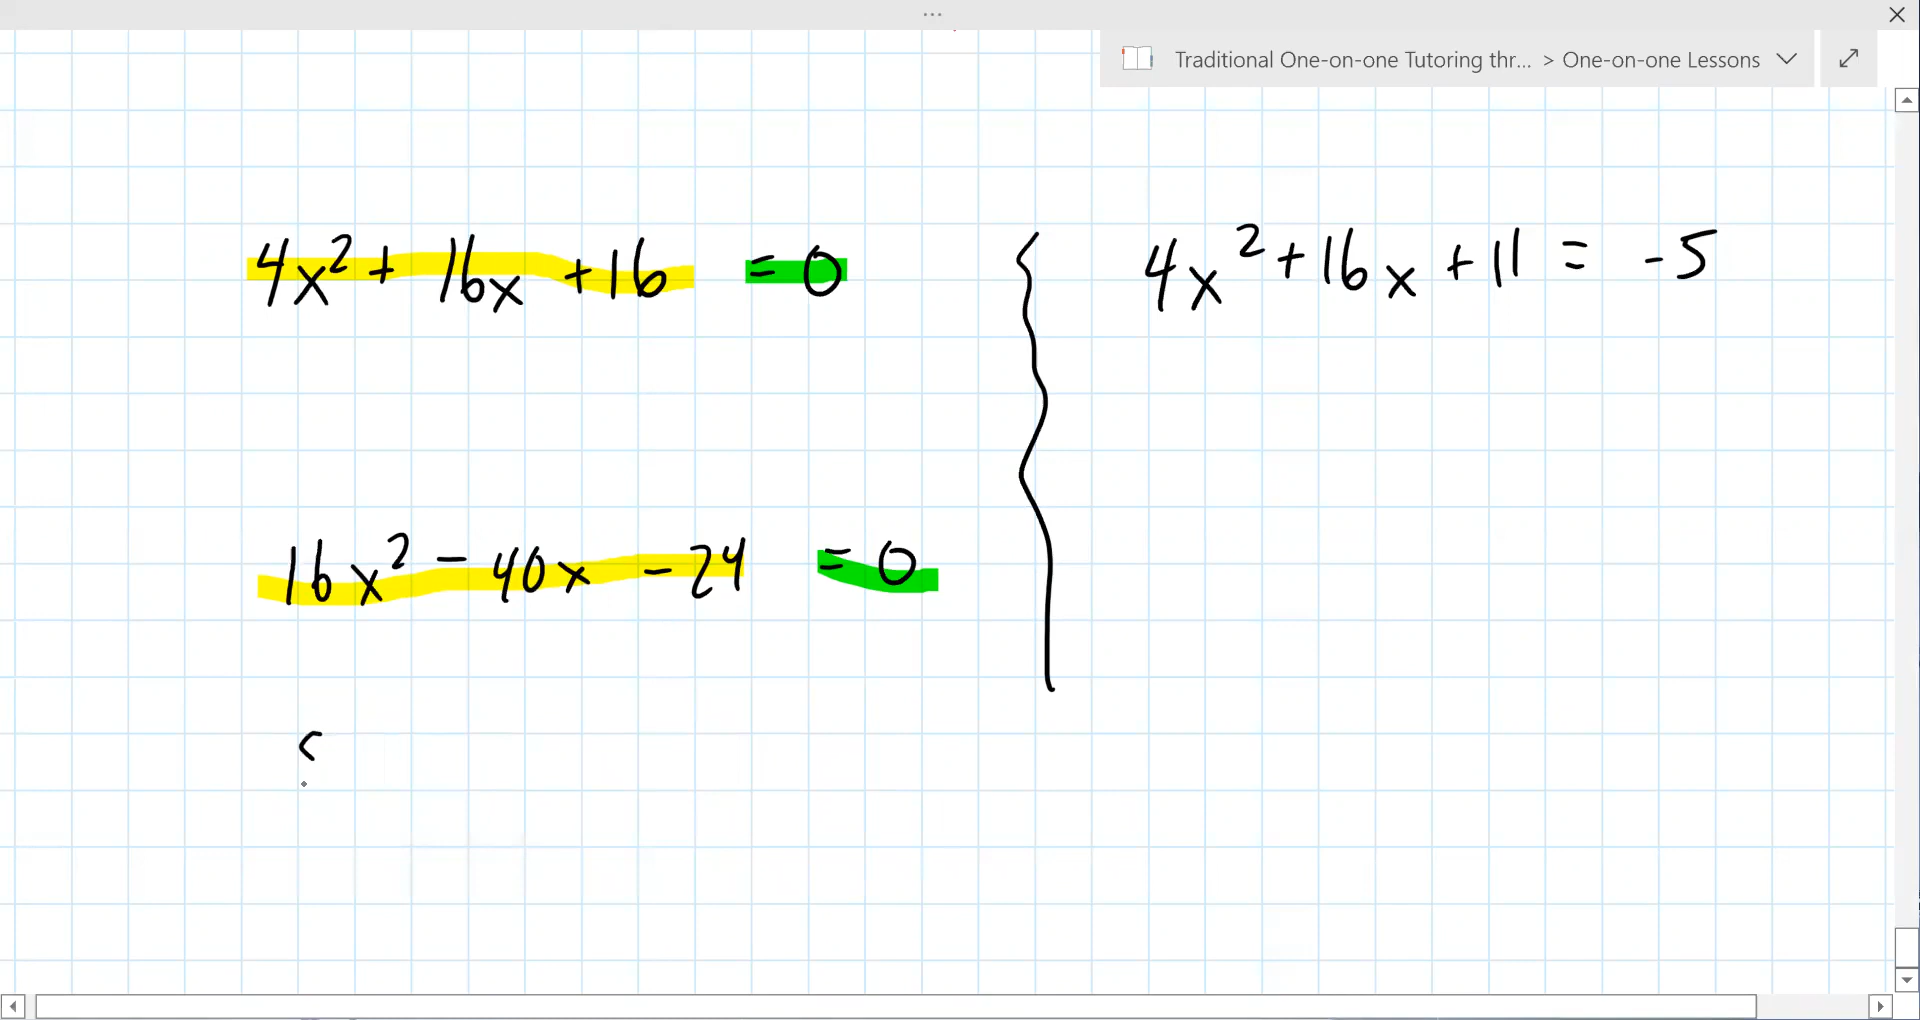 ...
Traditional One-on-one Tutoring thr... > One-on-one Lessons
4x² + 16x + 16 = 0
4x² + 16x + 11 = -5
16x² - 40x - 24 = 0